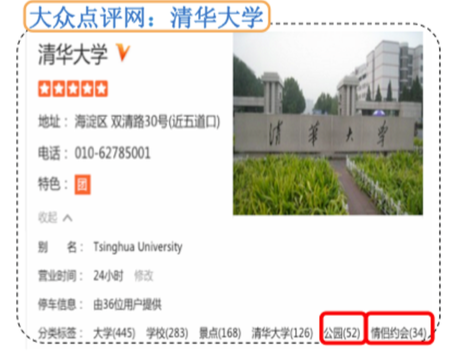 大众点评网：清华大学
清华大学
清华大学
地址： 海淀区 双清路30号(近五道口)
电话： 010-62785001
特色： 团
收起
别 名： Tsinghua University
营业时间： 24小时 修改
停车信息： 由36位用户提供
分类标签： 大学(445) 学校(283) 景点(168) 清华大学(126) 公园(52) 情侣约会(34)